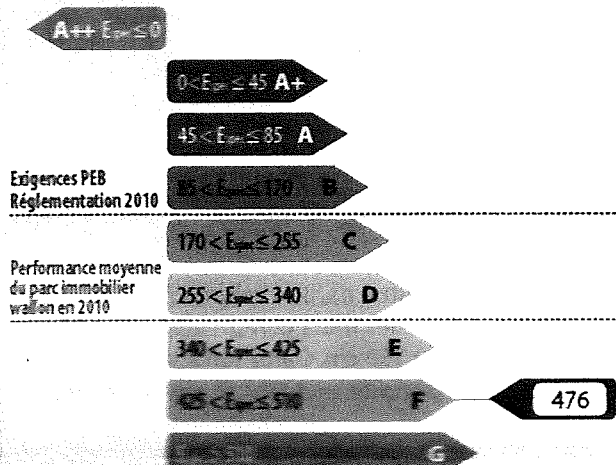 A++ Espec ≤ 0
0 < Espec ≤ 45 A+
45 < Espec ≤ 85 A
Exigences PEB
Réglementation 2010
85 < Espec ≤ 170 B
170 < Espec ≤ 255 C
Performance moyenne
du parc immobilier
wallon en 2010
255 < Espec ≤ 340 D
340 < Espec ≤ 425 E
425 < Espec ≤ 510 F
476
G